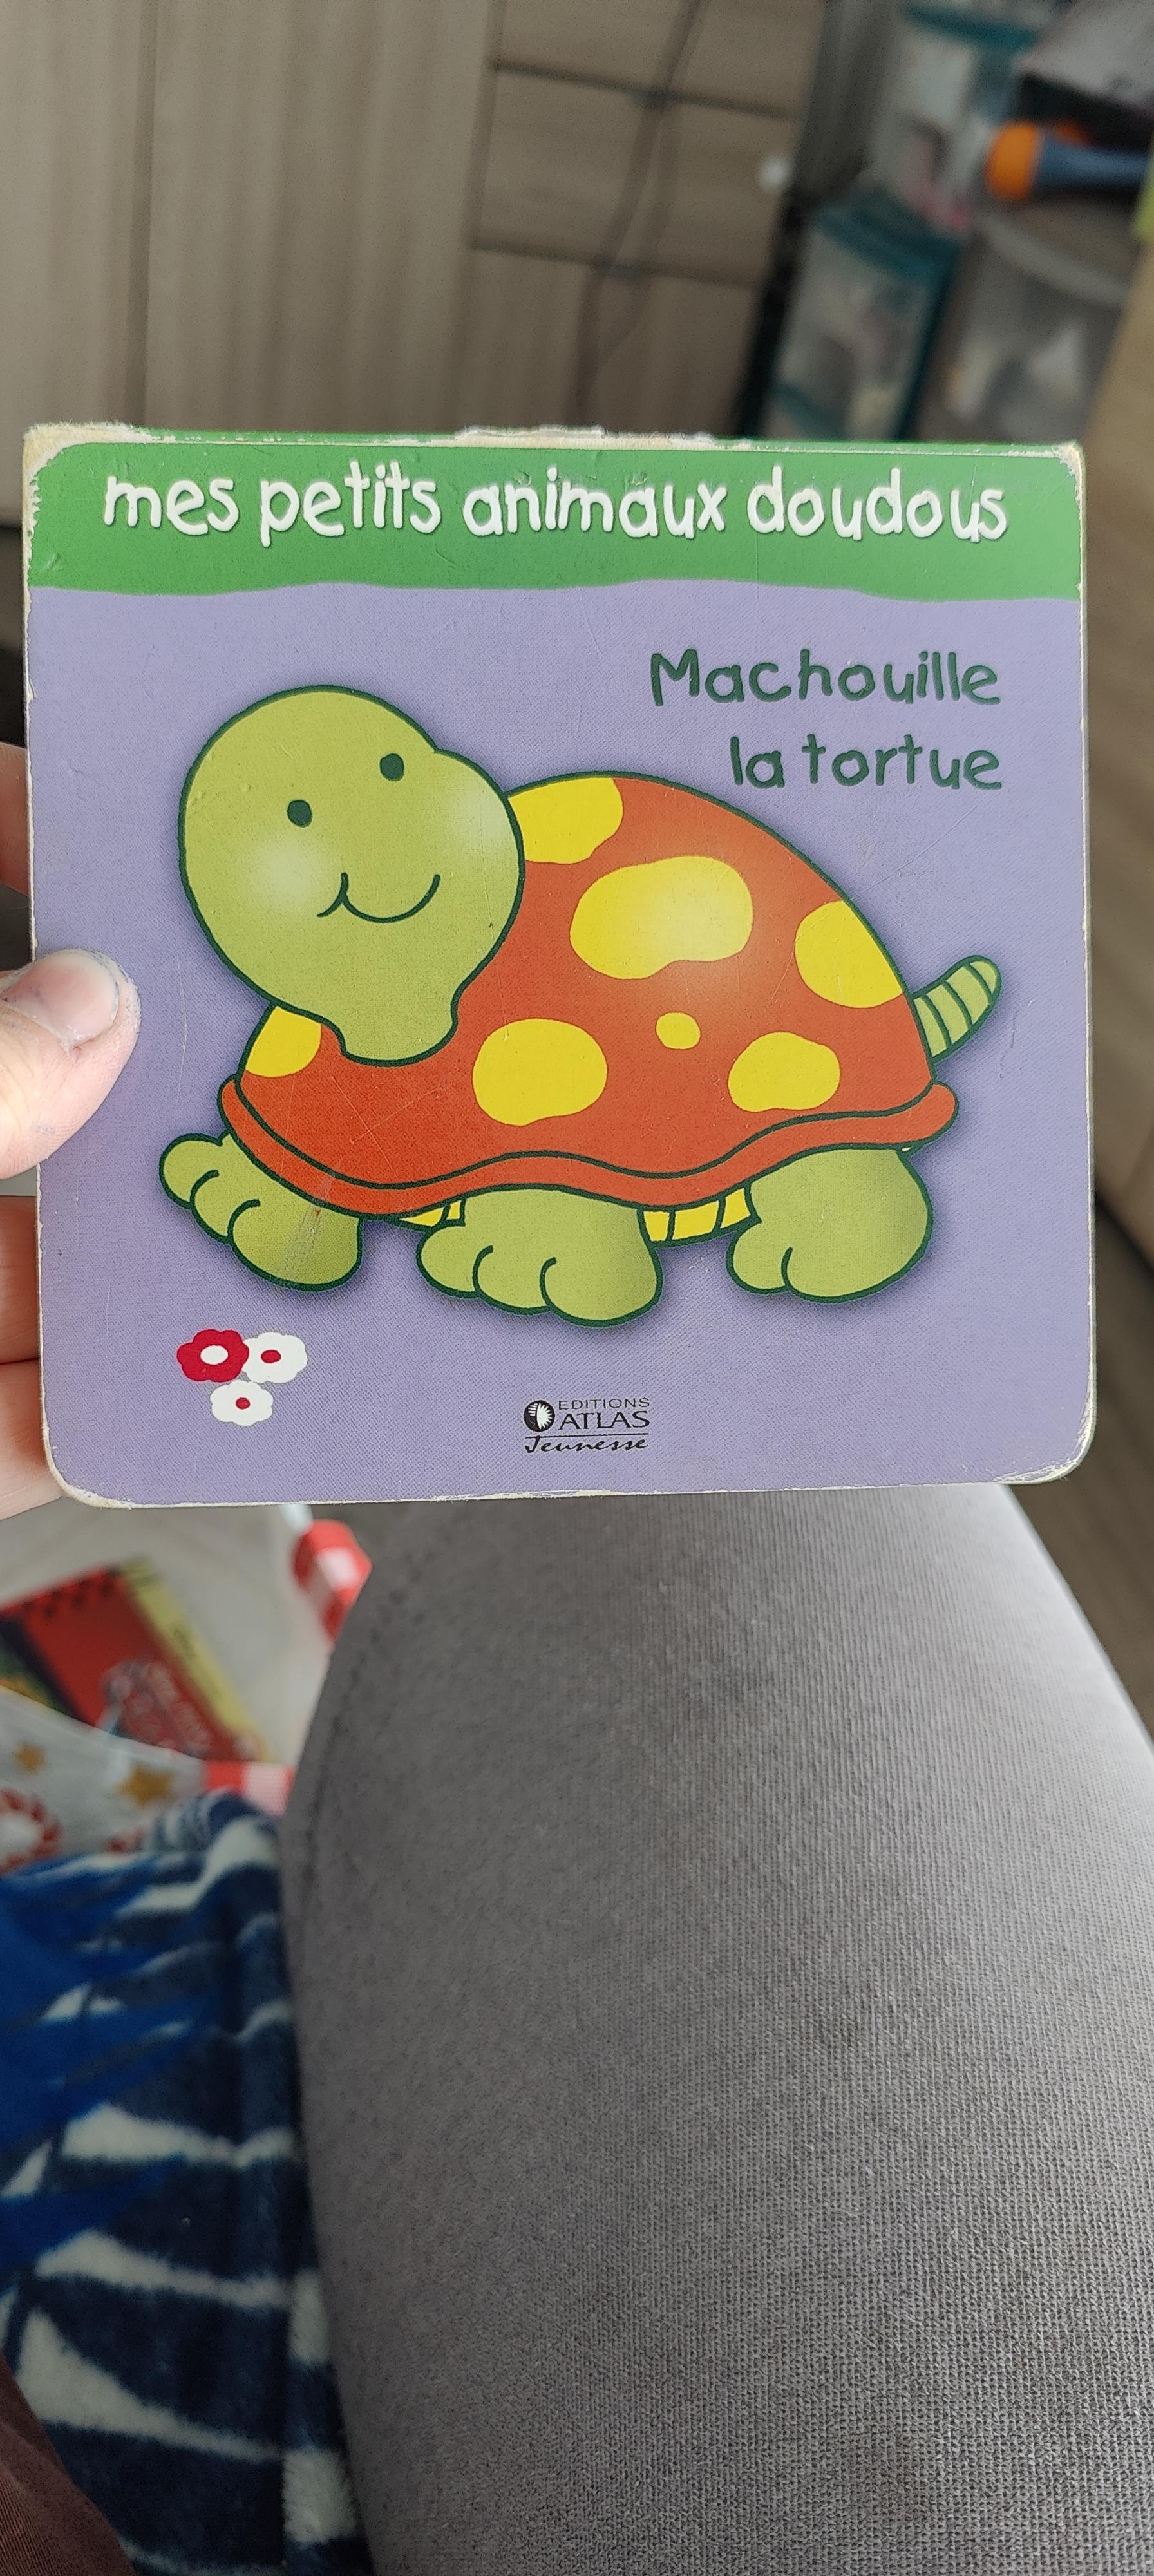 mes petits animaux doudous
Machouille
la tortue
EDITIONS
ATLAS
Jeunesse